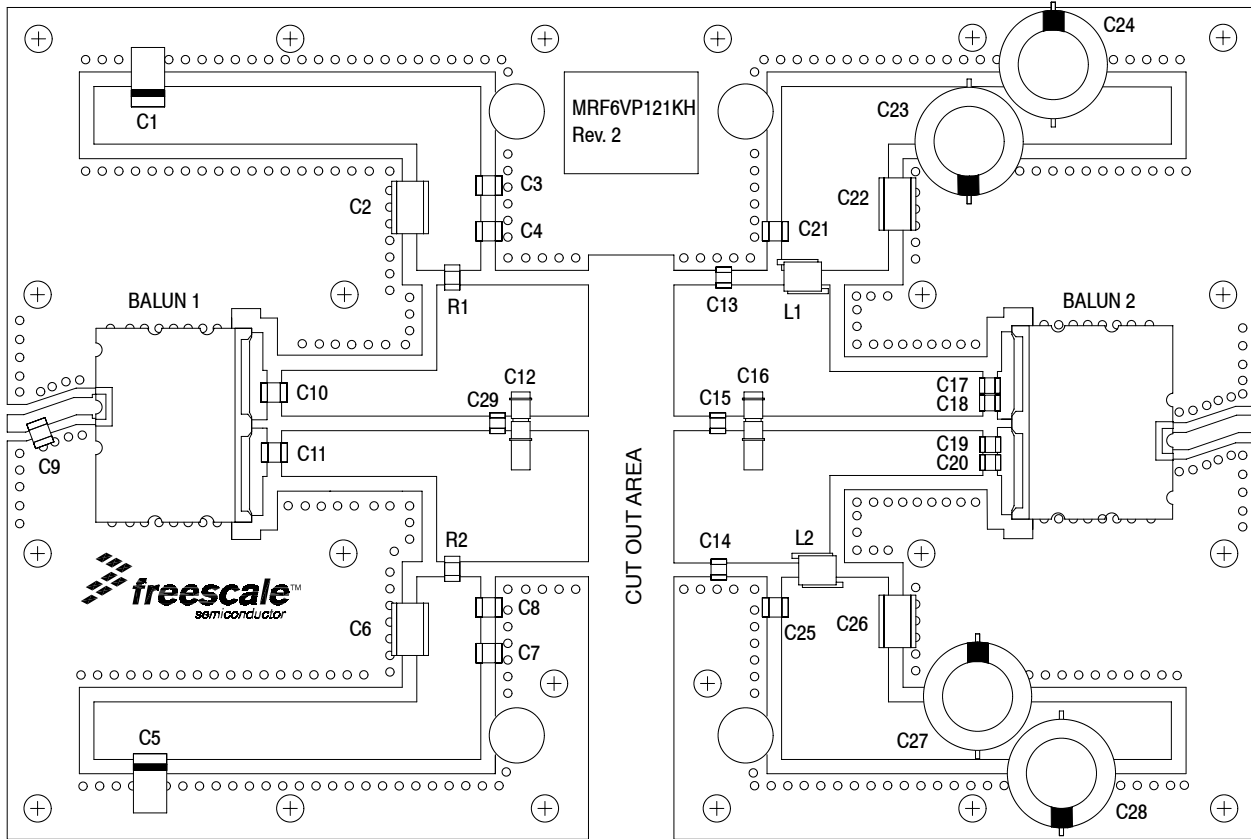 C24
C23
MRF6VP121KH
Rev. 2
C1
C3
C2
C22
C4
C21
BALUN 1
R1
C13
L1
BALUN 2
C10
C12
C29
C15
C16
C17
C18
C9
C11
C19
C20
CUT OUT AREA
R2
C14
L2
freescale™
semiconductor
C8
C6
C7
C25
C26
C5
C27
C28